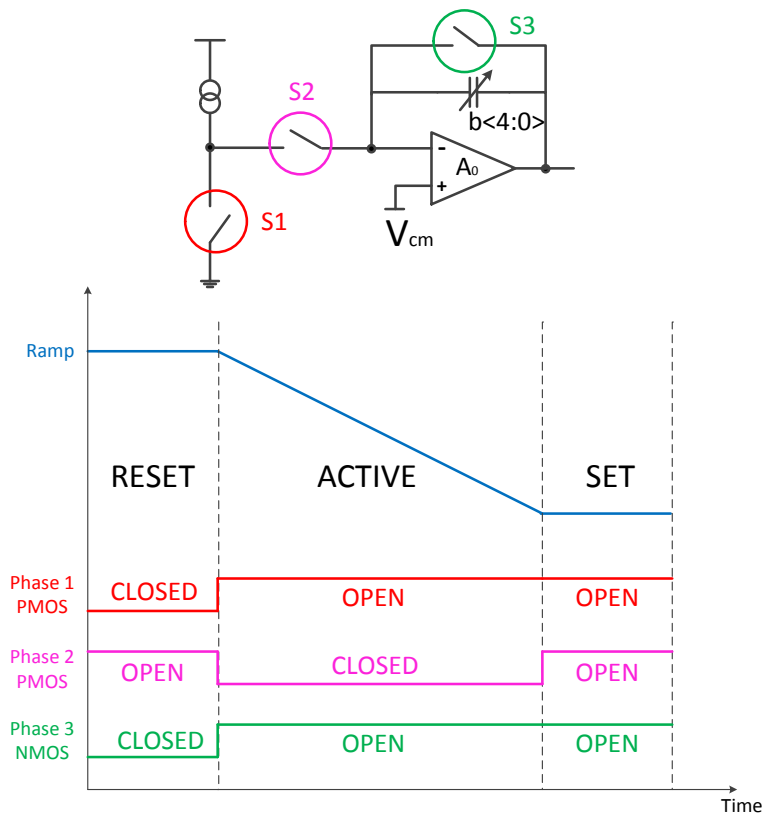 S3
S2
b<4:0>
-
A0
+
S1
Vcm
Ramp
RESET
ACTIVE
SET
Phase 1
PMOS
CLOSED
OPEN
OPEN
Phase 2
PMOS
OPEN
CLOSED
OPEN
Phase 3
NMOS
CLOSED
OPEN
OPEN
Time